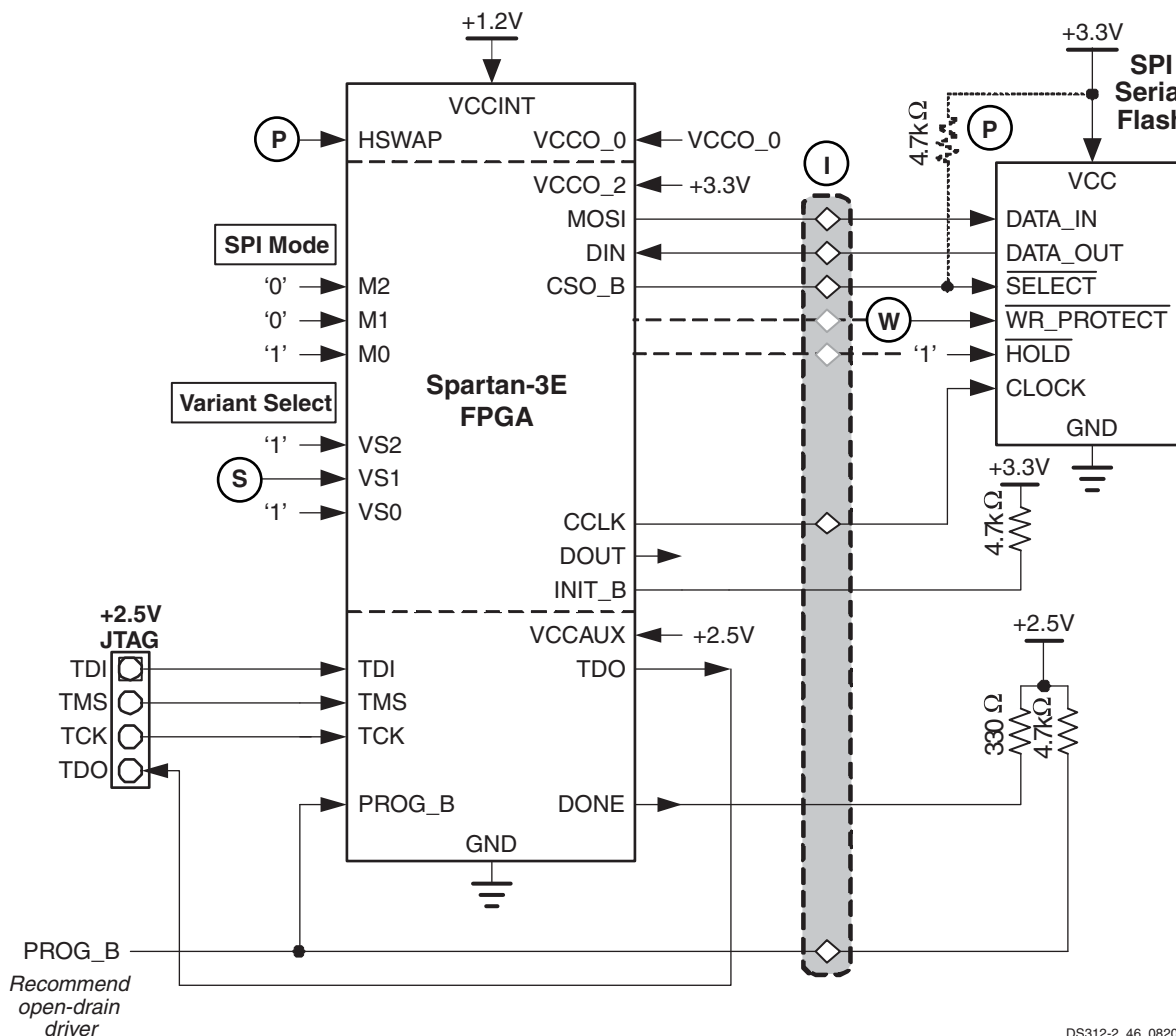 +1.2V
+3.3V
SPI
Seria
Flash
P
4.7kΩ
VCCINT
P
HSWAP
VCCO_0
VCCO_0
I
VCC
VCCO_2
+3.3V
MOSI
DATA_IN
SPI Mode
DIN
DATA_OUT
'0'
M2
CSO_B
SELECT
'0'
M1
W
WR_PROTECT
'1'
M0
'1'
HOLD
Spartan-3E
FPGA
CLOCK
Variant Select
GND
'1'
VS2
S
VS1
+3.3V
'1'
VS0
CCLK
4.7kΩ
DOUT
INIT_B
+2.5V
JTAG
VCCAUX
+2.5V
+2.5V
TDI
TDI
TDO
TMS
TMS
TCK
TCK
330 Ω
4.7kΩ
TDO
PROG_B
DONE
GND
PROG_B
Recommend
open-drain
driver
DS312-2_46_0820